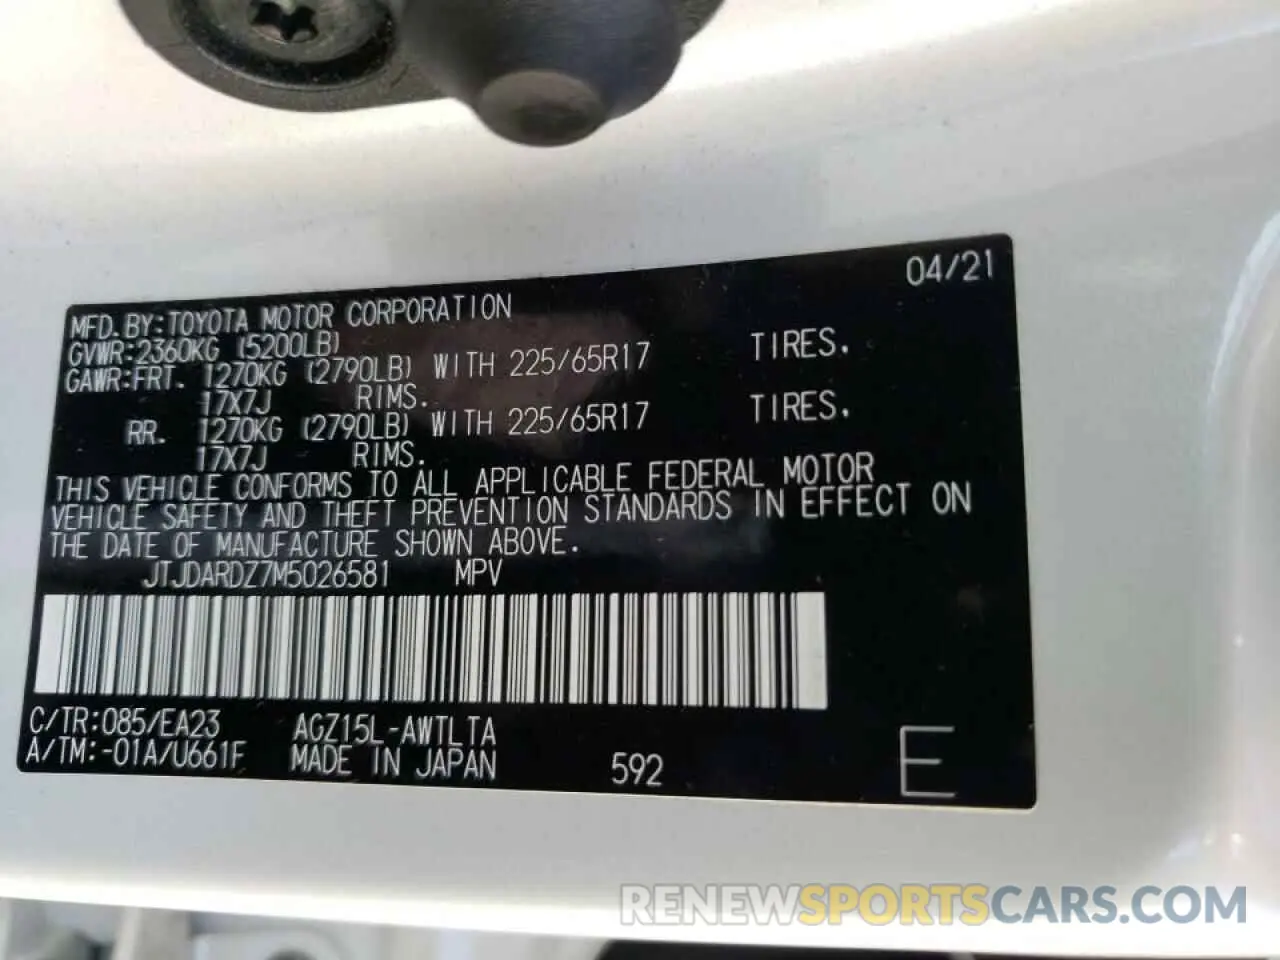 04/21
MFD. BY:TOYOTA MOTOR CORPORATION
GVWR:2360KG (5200LB)
GAWR:FRT. 1270KG (2790LB) WITH 225/65R17 TIRES.
17X7J RIMS.
RR. 1270KG (2790LB) WITH 225/65R17 TIRES.
17X7J RIMS.
THIS VEHICLE CONFORMS TO ALL APPLICABLE FEDERAL MOTOR
VEHICLE SAFETY AND THEFT PREVENTION STANDARDS IN EFFECT ON
THE DATE OF MANUFACTURE SHOWN ABOVE.
JTJDARDZ7M5026581 MPV
C/TR:085/EA23 AGZ15L-AWTLTA
A/TM:-01A/U661F MADE IN JAPAN 592 E
RENEWSPORTSCARS.COM